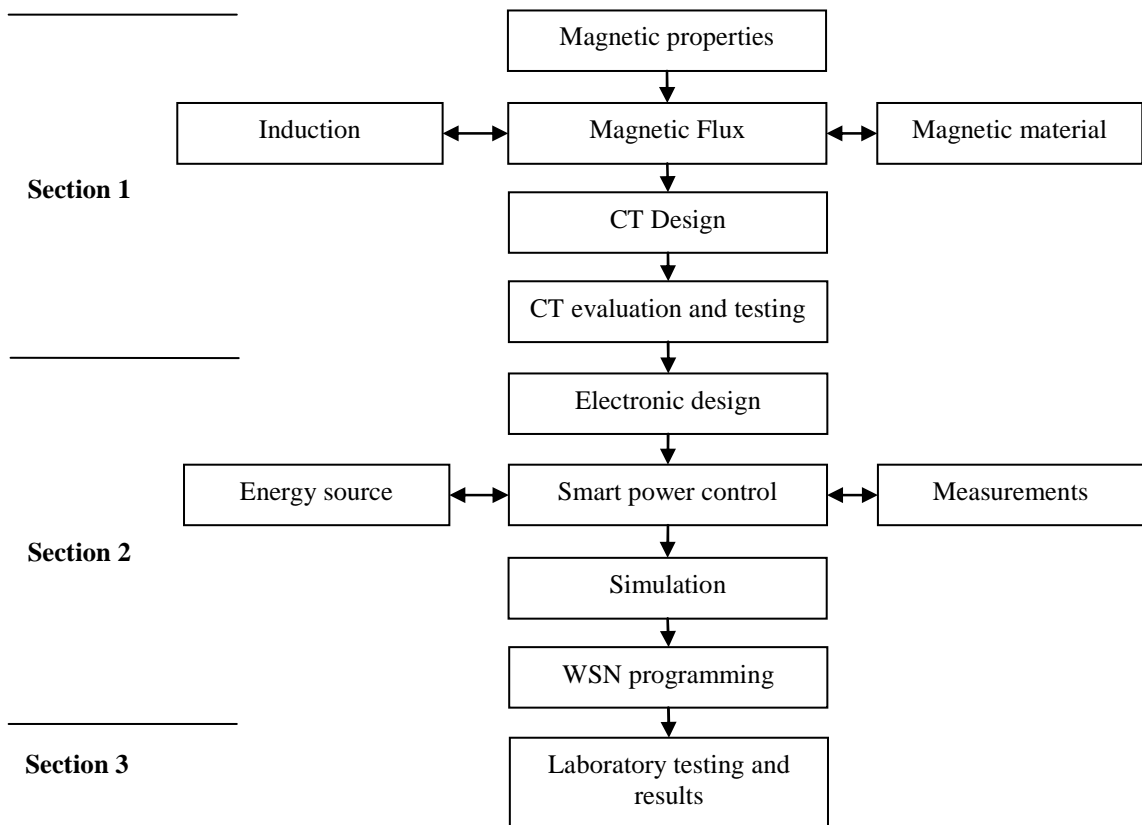 Magnetic properties
Induction
Magnetic Flux
Magnetic material
Section 1
CT Design
CT evaluation and testing
Electronic design
Energy source
Smart power control
Measurements
Section 2
Simulation
WSN programming
Section 3
Laboratory testing and
results